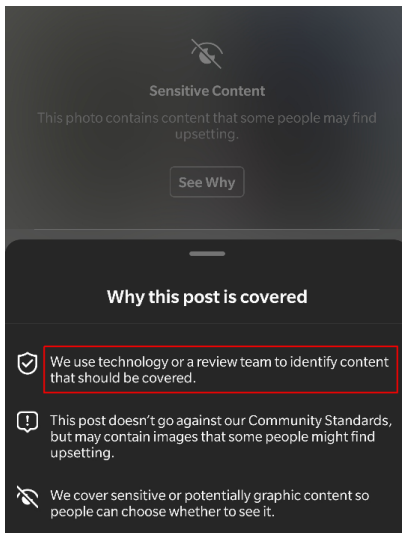 Sensitive Content
This photo contains content that some people may find
upsetting.
See Why
Why this post is covered
We use technology or a review team to identify content
that should be covered.
This post doesn't go against our Community Standards,
but may contain images that some people might find
upsetting.
We cover sensitive or potentially graphic content so
people can choose whether to see it.